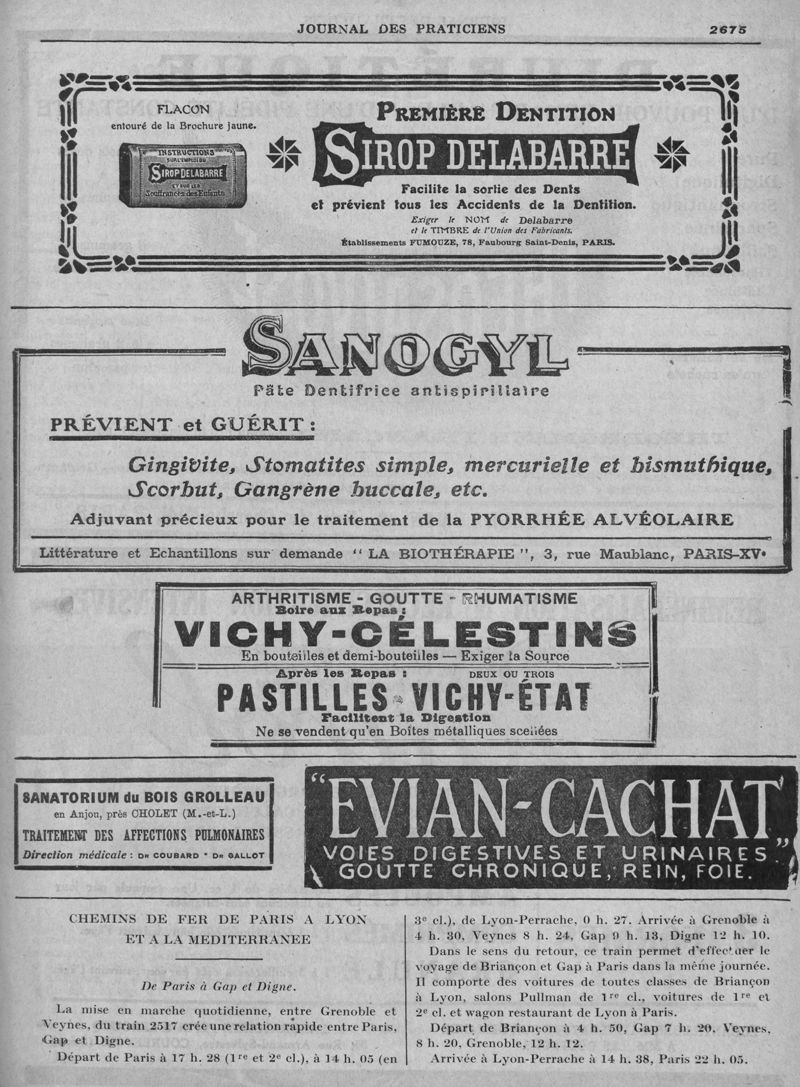 JOURNAL DES PRATICIENS 2675
FLACON
entouré de la Brochure jaune.
INSTRUCTIONS
SUR L'EMPLOI DU
SIROP DELABARRE
ET SUR LES
Souffrances des Enfants
PREMIÈRE DENTITION
SIROP DELABARRE
Facilite la sortie des Dents
et prévient tous les Accidents de la Dentition.
Exiger le NOM de Delabarre
et le TIMBRE de l'Union des Fabricants.
Établissements FUMOUZE, 78, Faubourg Saint-Denis, PARIS.
SANOGYL
Pâte Dentifrice antispirillaire
PRÉVIENT et GUÉRIT :
Gingivite, Stomatites simple, mercurielle et bismuthique,
Scorbut, Gangrène buccale, etc.
Adjuvant précieux pour le traitement de la PYORRHÉE ALVÉOLAIRE
Littérature et Echantillons sur demande “ LA BIOTHÉRAPIE ”, 3, rue Maublanc, PARIS-XVe
ARTHRITISME - GOUTTE - RHUMATISME
Boire aux Repas :
VICHY-CÉLESTINS
En bouteilles et demi-bouteilles — Exiger la Source
Après les Repas : DEUX OU TROIS
PASTILLES VICHY-ÉTAT
Facilitent la Digestion
Ne se vendent qu'en Boîtes métalliques scellées
SANATORIUM du BOIS GROLLEAU
en Anjou, près CHOLET (M.-et-L.)
TRAITEMENT DES AFFECTIONS PULMONAIRES
Direction médicale : DR COUBARD - DR GALLOT
“EVIAN-CACHAT”
VOIES DIGESTIVES ET URINAIRES
GOUTTE CHRONIQUE, REIN, FOIE.
CHEMINS DE FER DE PARIS A LYON
ET A LA MEDITERRANEE
De Paris à Gap et Digne.
La mise en marche quotidienne, entre Grenoble et
Veynes, du train 2517 crée une relation rapide entre Paris,
Gap et Digne.
Départ de Paris à 17 h. 28 (1re et 2e cl.), à 14 h. 05 (en
3e cl.), de Lyon-Perrache, 0 h. 27. Arrivée à Grenoble à
4 h. 30, Veynes 8 h. 24, Gap 9 h. 13, Digne 12 h. 10.
Dans le sens du retour, ce train permet d'effectuer le
voyage de Briançon et Gap à Paris dans la même journée.
Il comporte des voitures de toutes classes de Briançon
à Lyon, salons Pullman de 1re cl., voitures de 1re et
2e cl. et wagon restaurant de Lyon à Paris.
Départ de Briançon à 4 h. 50, Gap 7 h. 20, Veynes,
8 h. 20, Grenoble, 12 h. 12.
Arrivée à Lyon-Perrache à 14 h. 38, Paris 22 h. 05.